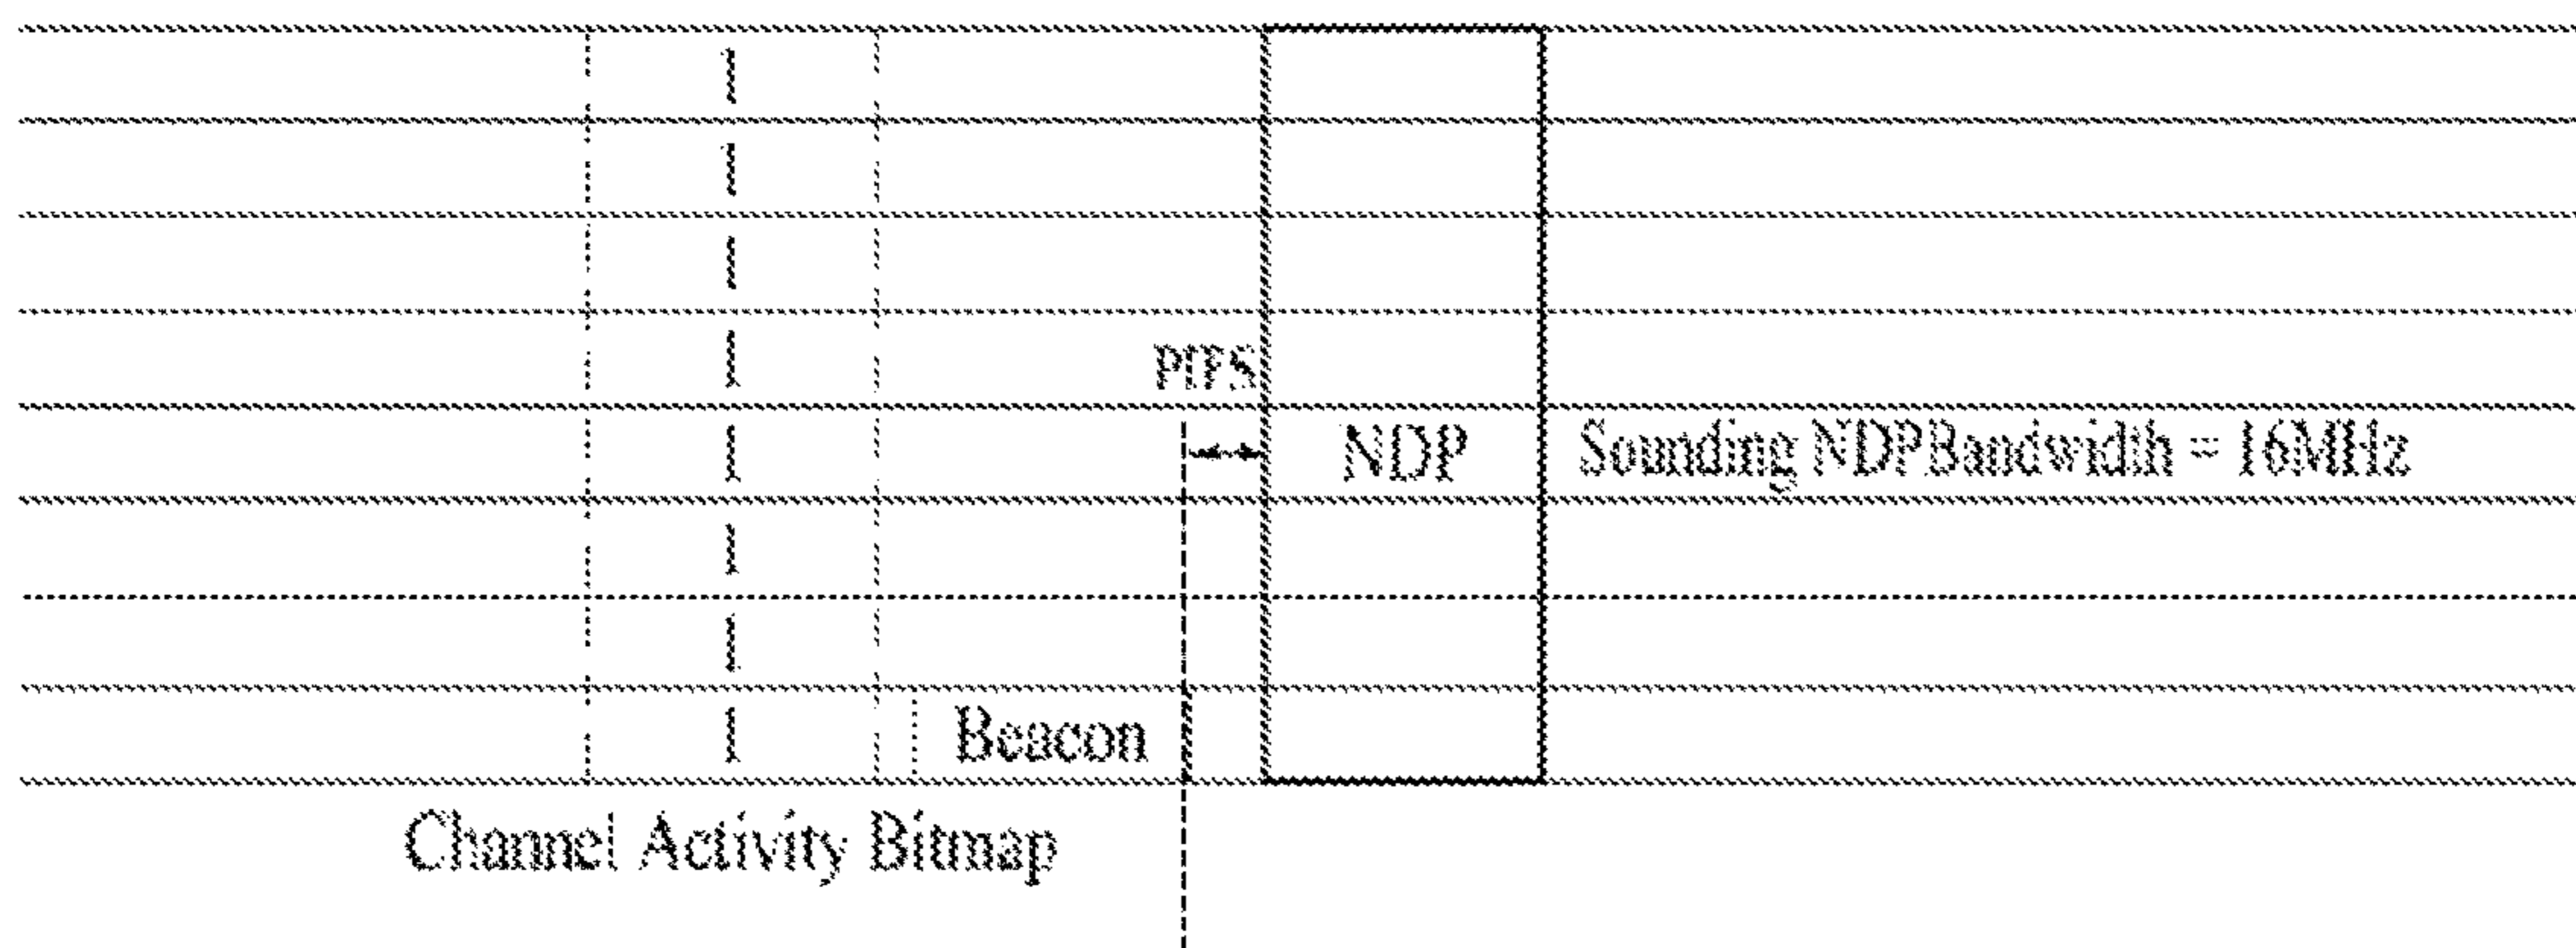 1
1
1
1
PIFS
1
NDP
Sounding NDPBandwidth = 16MHz
1
1
Beacon
1
Channel Activity Bitmap